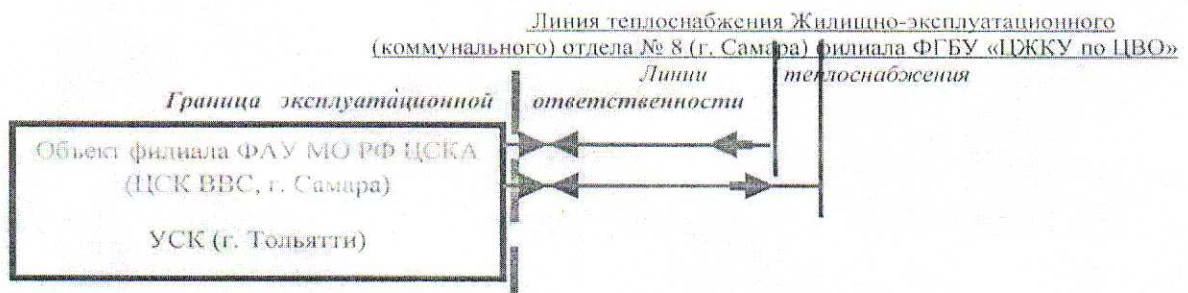 Линия теплоснабжения Жилищно-эксплуатационного
(коммунального) отдела № 8 (г. Самара) филиала ФГБУ «ЦЖКУ по ЦВО»
Линии теплоснабжения
Граница эксплуатационной ответственности
Объект филиала ФАУ МО РФ ЦСКА
(ЦСК ВВС, г. Самара)
УСК (г. Тольятти)